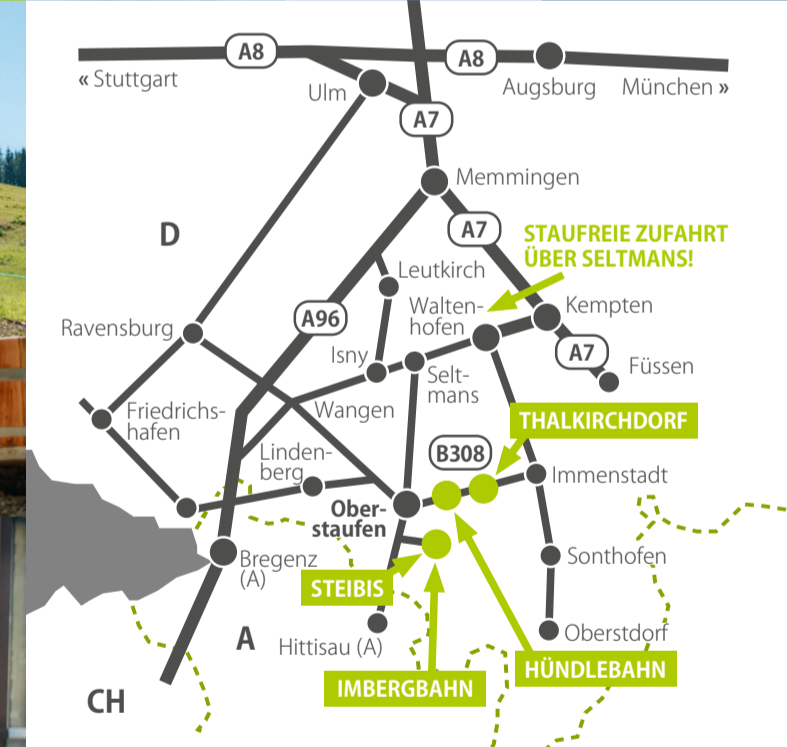 A8
A8
« Stuttgart
Ulm
Augsburg
München »
A7
Memmingen
D
A7
STAUFREIE ZUFAHRT
ÜBER SELTMANS!
Leutkirch
Walten-
hofen
Kempten
A96
Ravensburg
Isny
A7
Füssen
Selt-
mans
Wangen
Friedrichs-
hafen
THALKIRCHDORF
B308
Linden-
berg
Immenstadt
Ober-
staufen
Bregenz
(A)
Sonthofen
STEIBIS
A
Hittisau (A)
Oberstdorf
HÜNDLEBAHN
IMBERGBAHN
CH